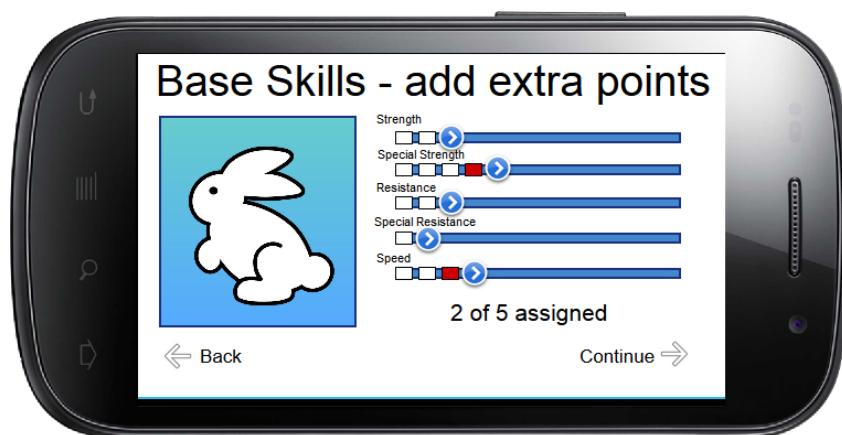 Base Skills - add extra points
Strength
Special Strength
Resistance
Special Resistance
Speed
2 of 5 assigned
Back
Continue